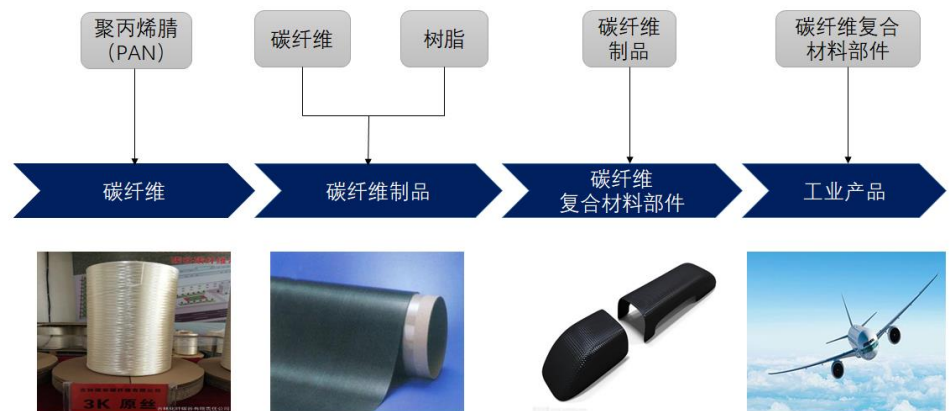 聚丙烯腈
（PAN）
碳纤维
树脂
碳纤维
制品
碳纤维复合
材料部件
碳纤维
碳纤维制品
碳纤维
复合材料部件
工业产品
3K 原丝